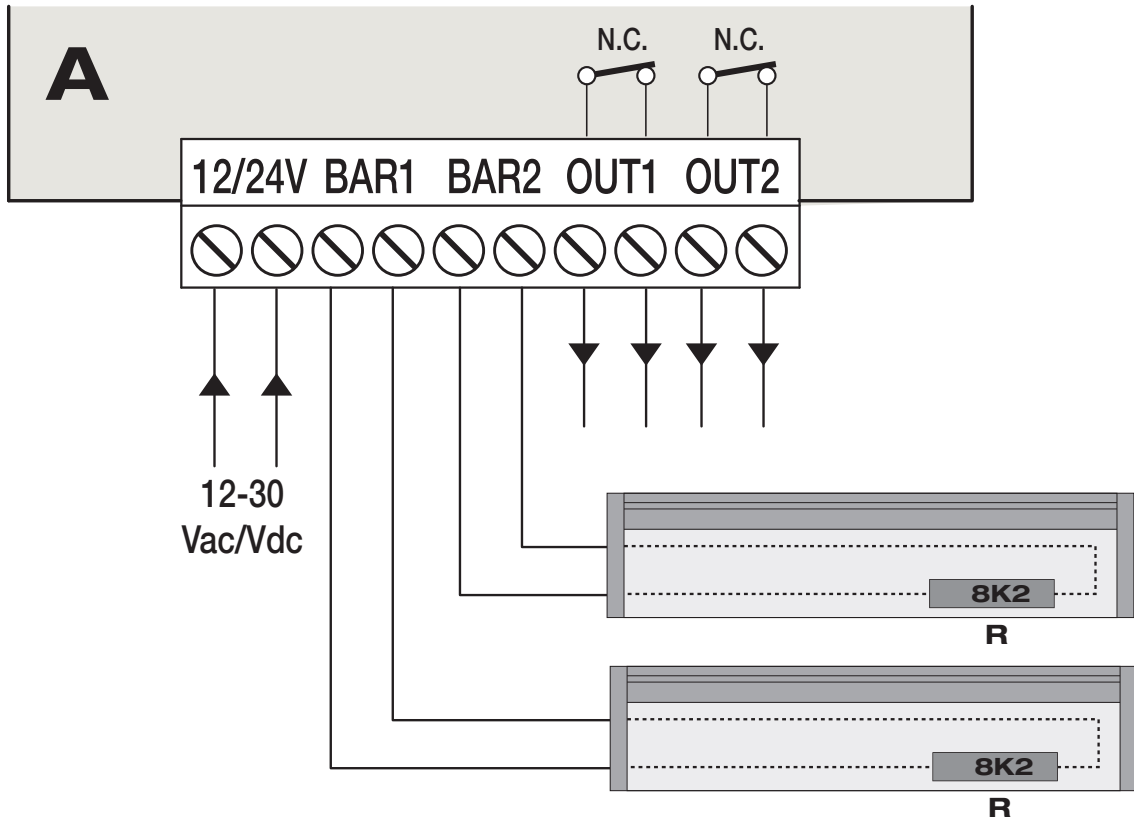 N.C. N.C.
A
12/24V BAR1 BAR2 OUT1 OUT2
12-30
Vac/Vdc
8K2
R
8K2
R